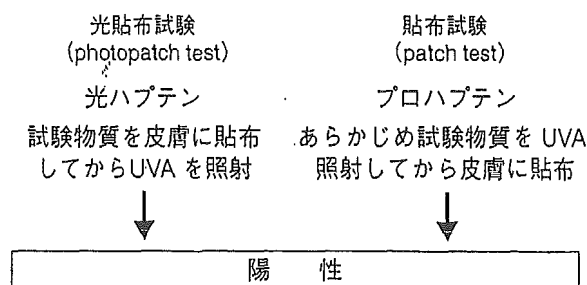 光貼布試験
(photopatch test)
光ハプテン
試験物質を皮膚に貼布
してからUVA を照射
貼布試験
(patch test)
プロハプテン
あらかじめ試験物質を UVA
照射してから皮膚に貼布
陽 性